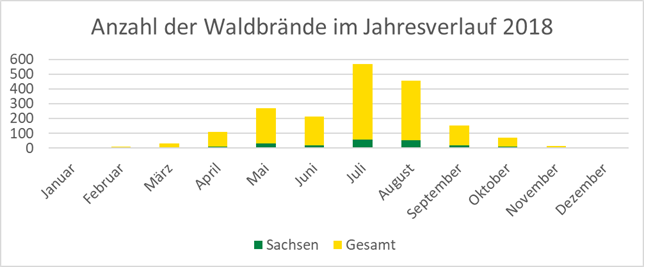 Anzahl der Waldbrände im Jahresverlauf 2018
600
500
400
300
200
100
0
Januar
Februar
März
April
Mai
Juni
Juli
August
September
Oktober
November
Dezember
Sachsen Gesamt